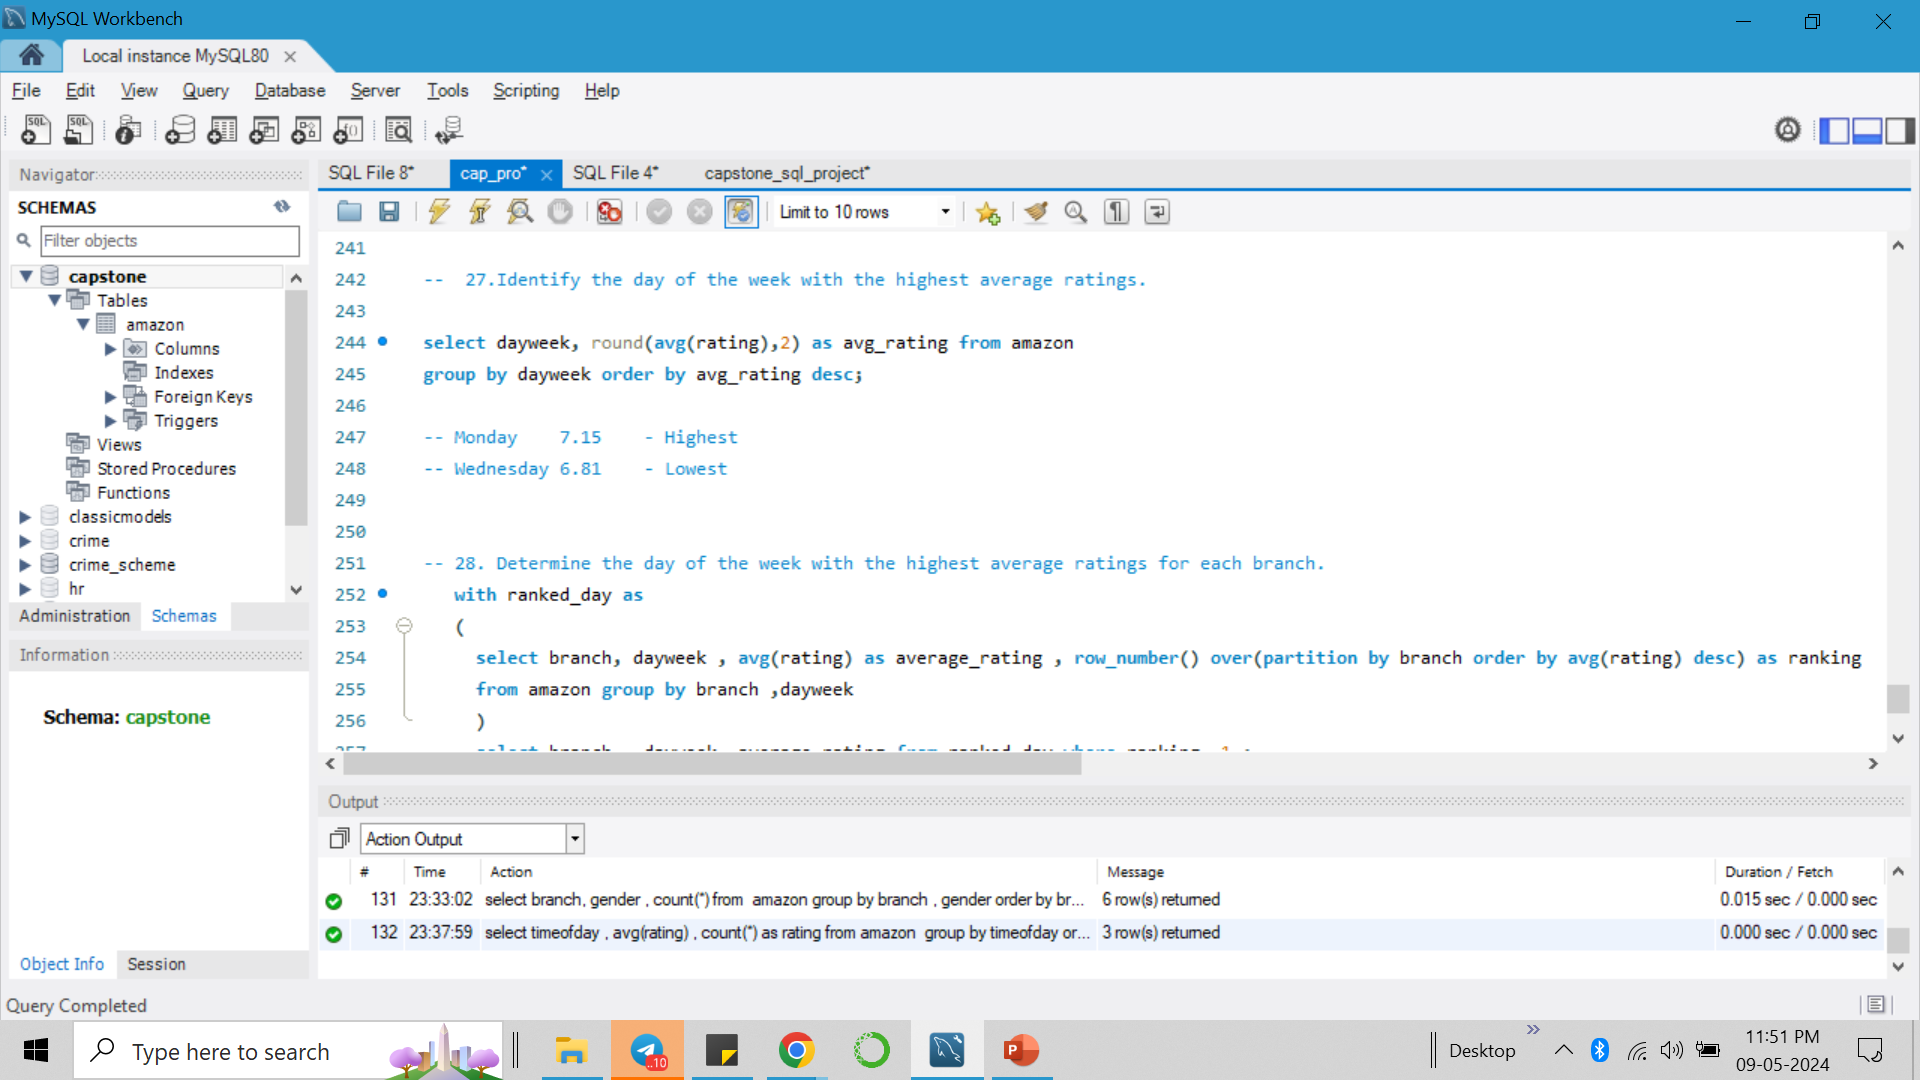 MySQL Workbench
Local instance MySQL80
File Edit View Query Database Server Tools Scripting Help
Navigator
SCHEMAS
Filter objects
capstone
Tables
amazon
Columns
Indexes
Foreign Keys
Triggers
Views
Stored Procedures
Functions
classicmodels
crime
crime_scheme
hr
Administration Schemas
Information
Schema: capstone
Object Info Session
SQL File 8* cap_pro* SQL File 4* capstone_sql_project*
Limit to 10 rows
241
242 -- 27.Identify the day of the week with the highest average ratings.
243
244 select dayweek, round(avg(rating),2) as avg_rating from amazon
245 group by dayweek order by avg_rating desc;
246
247 -- Monday 7.15 - Highest
248 -- Wednesday 6.81 - Lowest
249
250
251 -- 28. Determine the day of the week with the highest average ratings for each branch.
252 with ranked_day as
253 (
254 select branch, dayweek , avg(rating) as average_rating , row_number() over(partition by branch order by avg(rating) desc) as ranking
255 from amazon group by branch ,dayweek
256 )
Output
Action Output
# Time Action Message Duration / Fetch
131 23:33:02 select branch, gender , count(*) from amazon group by branch , gender order by br... 6 row(s) returned 0.015 sec / 0.000 sec
132 23:37:59 select timeofday , avg(rating) , count(*) as rating from amazon group by timeofday or... 3 row(s) returned 0.000 sec / 0.000 sec
Query Completed
Type here to search
..10
Desktop
11:51 PM
09-05-2024